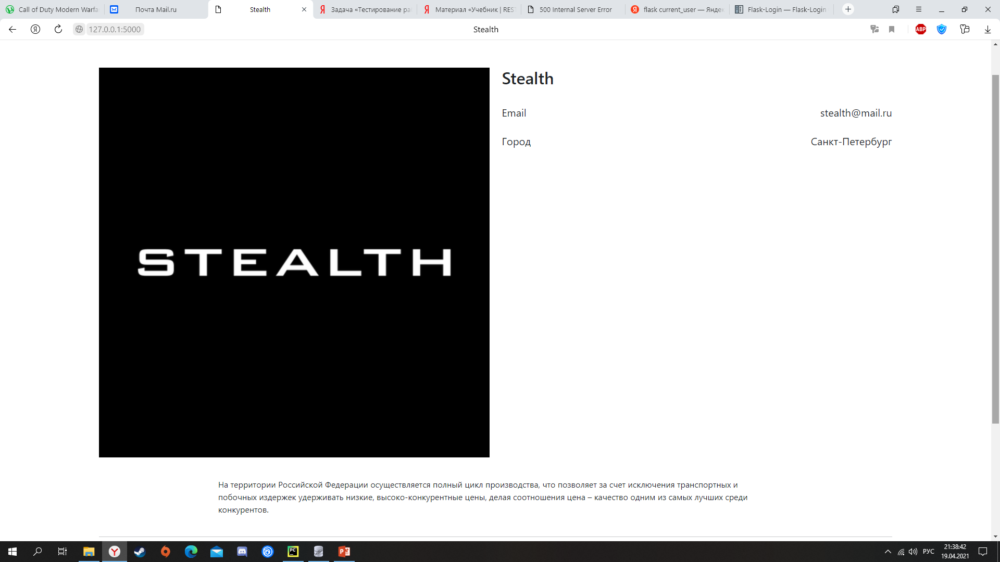 Call of Duty Modern Warfa
Почта Mail.ru
Stealth
Задача «Тестирование ра
Материал «Учебник | RES
500 Internal Server Error
flask current_user — Яндек
Flask-Login — Flask-Login
127.0.0.1:5000
Stealth
ABP
STEALTH
Stealth
Email
stealth@mail.ru
Город
Санкт-Петербург
На территории Российской Федерации осуществляется полный цикл производства, что позволяет за счет исключения транспортных и
побочных издержек удерживать низкие, высоко-конкурентные цены, делая соотношения цена – качество одним из самых лучших среди
конкурентов.
РУС
21:38:42
19.04.2021